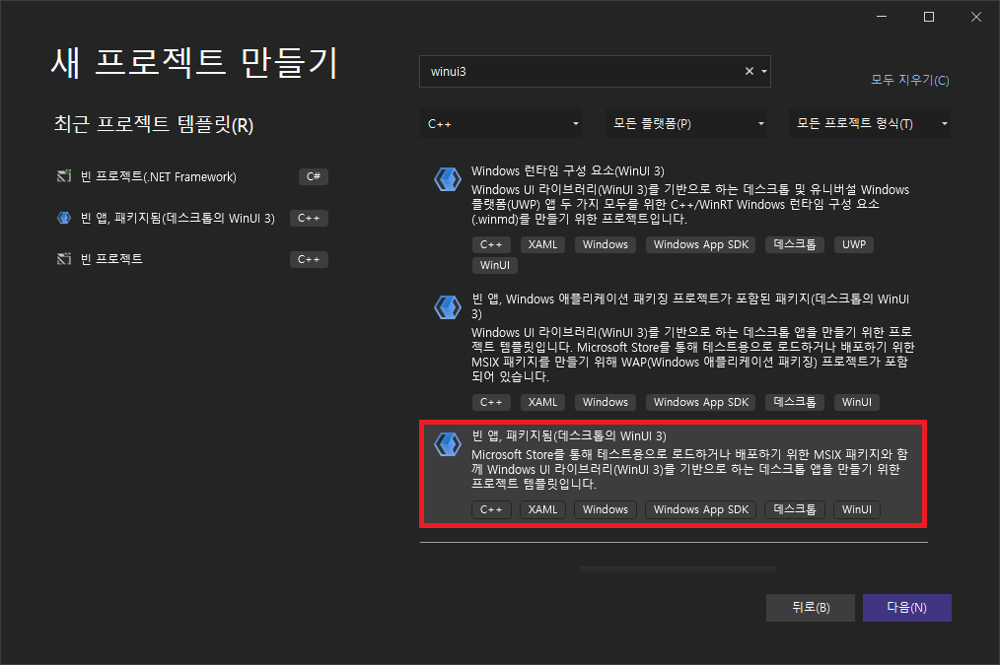 새 프로젝트 만들기
최근 프로젝트 템플릿(R)
빈 프로젝트(.NET Framework)
C#
빈 앱, 패키지됨(데스크톱의 WinUI 3)
C++
빈 프로젝트
C++
winui3
모두 지우기(C)
C++
모든 플랫폼(P)
모든 프로젝트 형식(T)
Windows 런타임 구성 요소(WinUI 3)
Windows UI 라이브러리(WinUI 3)를 기반으로 하는 데스크톱 및 유니버설 Windows
플랫폼(UWP) 앱 두 가지 모두를 위한 C++/WinRT Windows 런타임 구성 요소
(.winmd)를 만들기 위한 프로젝트입니다.
C++ XAML Windows Windows App SDK 데스크톱 UWP
WinUI
빈 앱, Windows 애플리케이션 패키징 프로젝트가 포함된 패키지(데스크톱의 WinUI
3)
Windows UI 라이브러리(WinUI 3)를 기반으로 하는 데스크톱 앱을 만들기 위한 프로
젝트 템플릿입니다. Microsoft Store를 통해 테스트용으로 로드하거나 배포하기 위한
MSIX 패키지를 만들기 위해 WAP(Windows 애플리케이션 패키징) 프로젝트가 포함
되어 있습니다.
C++ XAML Windows Windows App SDK 데스크톱 WinUI
빈 앱, 패키지됨(데스크톱의 WinUI 3)
Microsoft Store를 통해 테스트용으로 로드하거나 배포하기 위한 MSIX 패키지와 함
께 Windows UI 라이브러리(WinUI 3)를 기반으로 하는 데스크톱 앱을 만들기 위한
프로젝트 템플릿입니다.
C++ XAML Windows Windows App SDK 데스크톱 WinUI
뒤로(B)
다음(N)